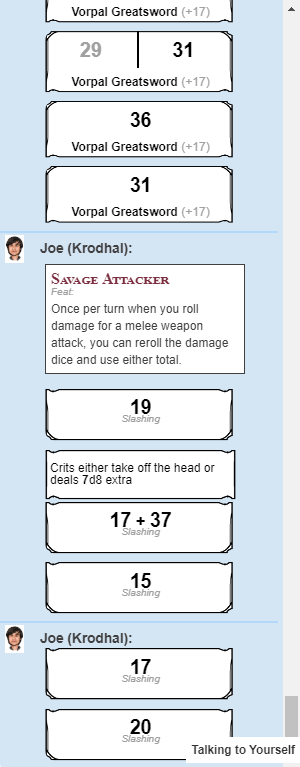 Vorpal Greatsword (+17)
29 31
Vorpal Greatsword (+17)
36
Vorpal Greatsword (+17)
31
Vorpal Greatsword (+17)
Joe (Krodhal):
Savage Attacker
Feat:
Once per turn when you roll
damage for a melee weapon
attack, you can reroll the damage
dice and use either total.
19
Slashing
Crits either take off the head or
deals 7d8 extra
17 + 37
Slashing
15
Slashing
Joe (Krodhal):
17
Slashing
20
Slashing
Talking to Yourself